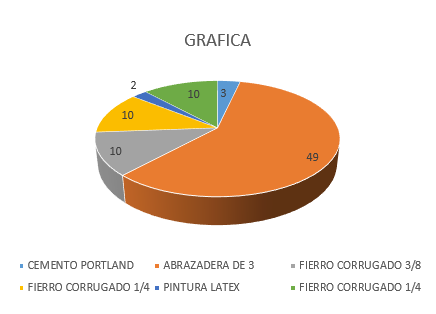 GRAFICA
2
10
3
10
10
49
CEMENTO PORTLAND ABRAZADERA DE 3 FIERRO CORRUGADO 3/8
FIERRO CORRUGADO 1/4 PINTURA LATEX FIERRO CORRUGADO 1/4